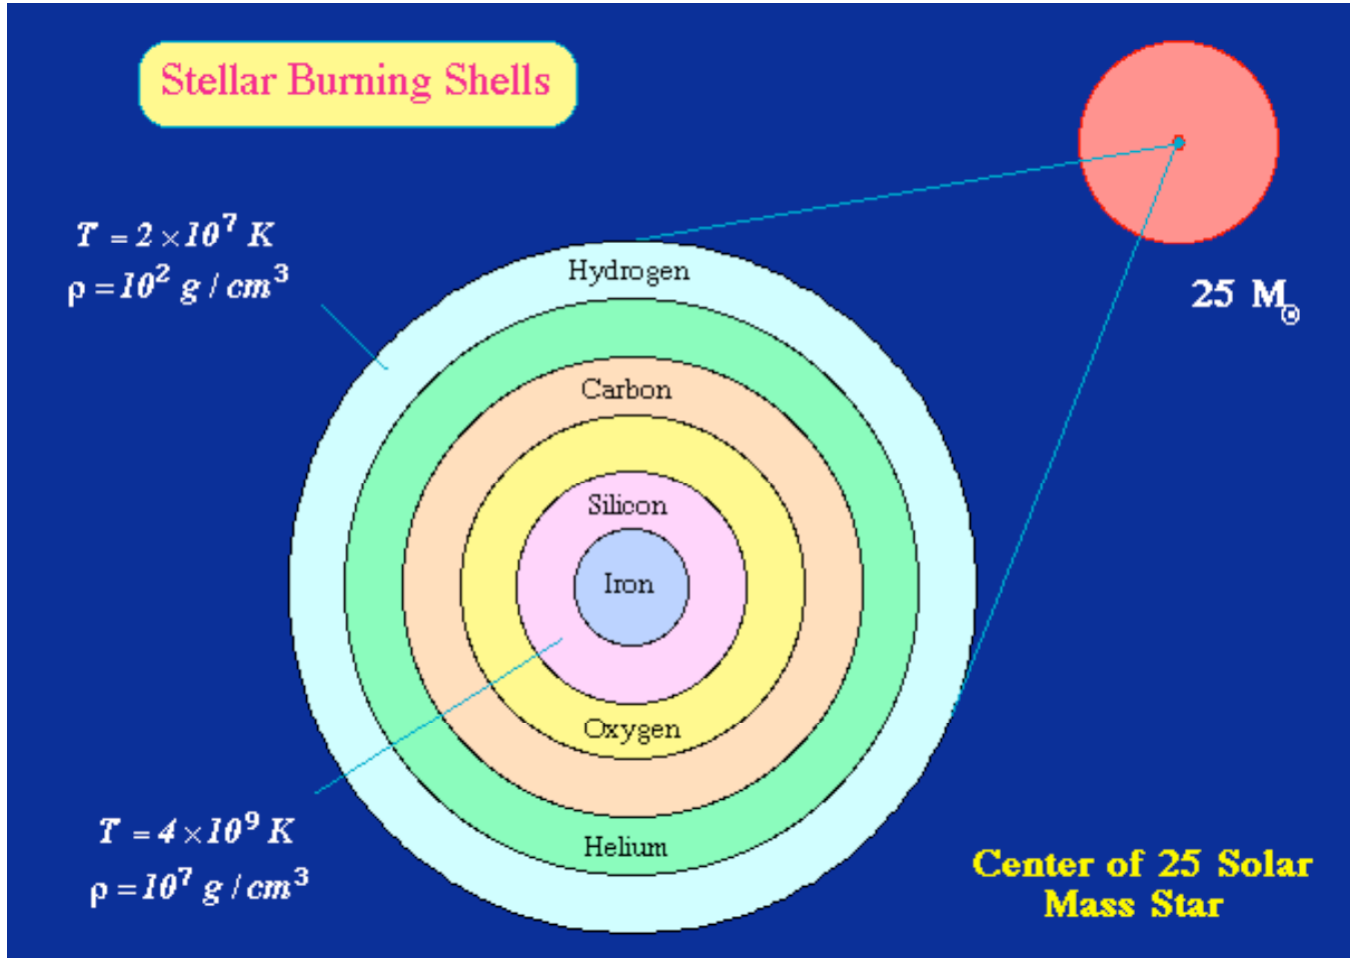 Stellar Burning Shells
T = 2 × 10⁷ K
ρ = 10² g / cm³
25 M☉
Hydrogen
Carbon
Silicon
Iron
Oxygen
Helium
T = 4 × 10⁹ K
ρ = 10⁷ g / cm³
Center of 25 Solar
Mass Star